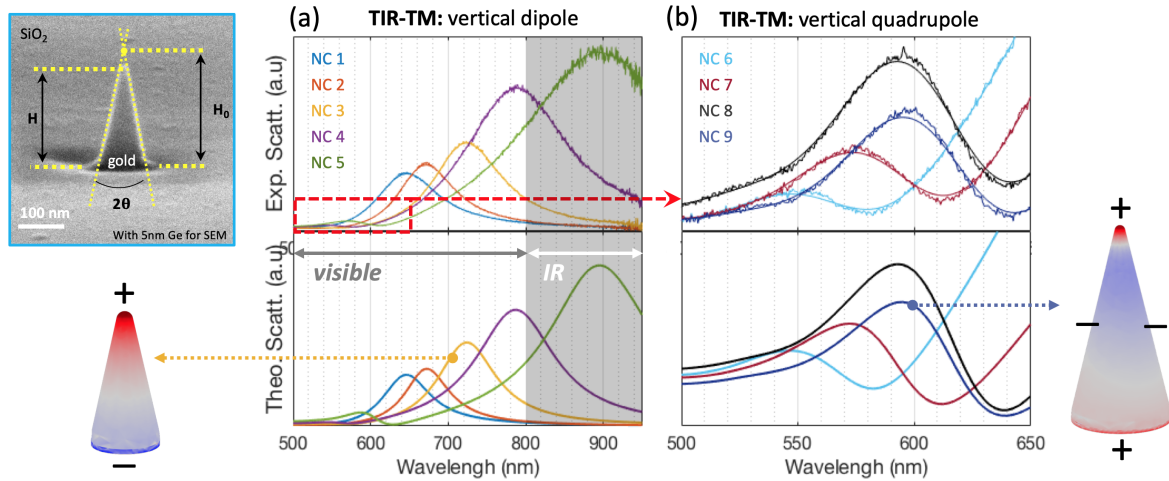 SiO2
H
H0
gold
2θ
100 nm
With 5nm Ge for SEM
+
−
(a)
TIR-TM: vertical dipole
NC 1
NC 2
NC 3
NC 4
NC 5
Exp. Scatt. (a.u)
visible
IR
Theo. Scatt. (a.u)
500 600 700 800 900
Wavelengh (nm)
(b)
TIR-TM: vertical quadrupole
NC 6
NC 7
NC 8
NC 9
500 550 600 650
Wavelengh (nm)
+
− −
+